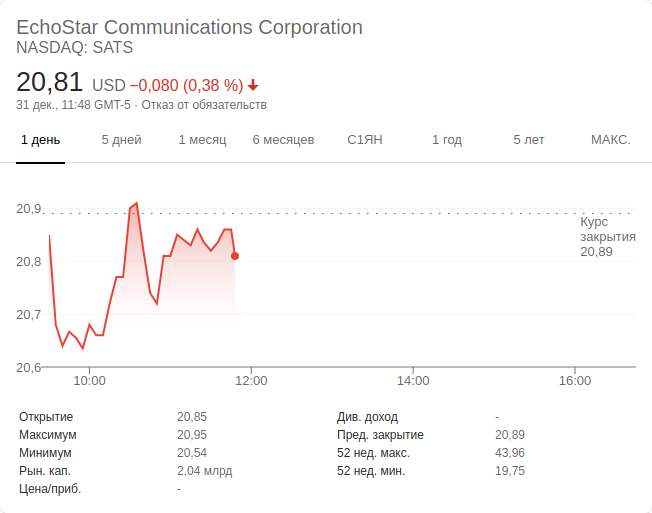 EchoStar Communications Corporation
NASDAQ: SATS
20,81 USD −0,080 (0,38 %)
31 дек., 11:48 GMT-5 · Отказ от обязательств
1 день 5 дней 1 месяц 6 месяцев С1ЯН 1 год 5 лет МАКС.
20,9
Курс
закрытия
20,89
20,8
20,7
20,6
10:00 12:00 14:00 16:00
Открытие 20,85 Див. доход -
Максимум 20,95 Пред. закрытие 20,89
Минимум 20,54 52 нед. макс. 43,96
Рын. кап. 2,04 млрд 52 нед. мин. 19,75
Цена/приб. -